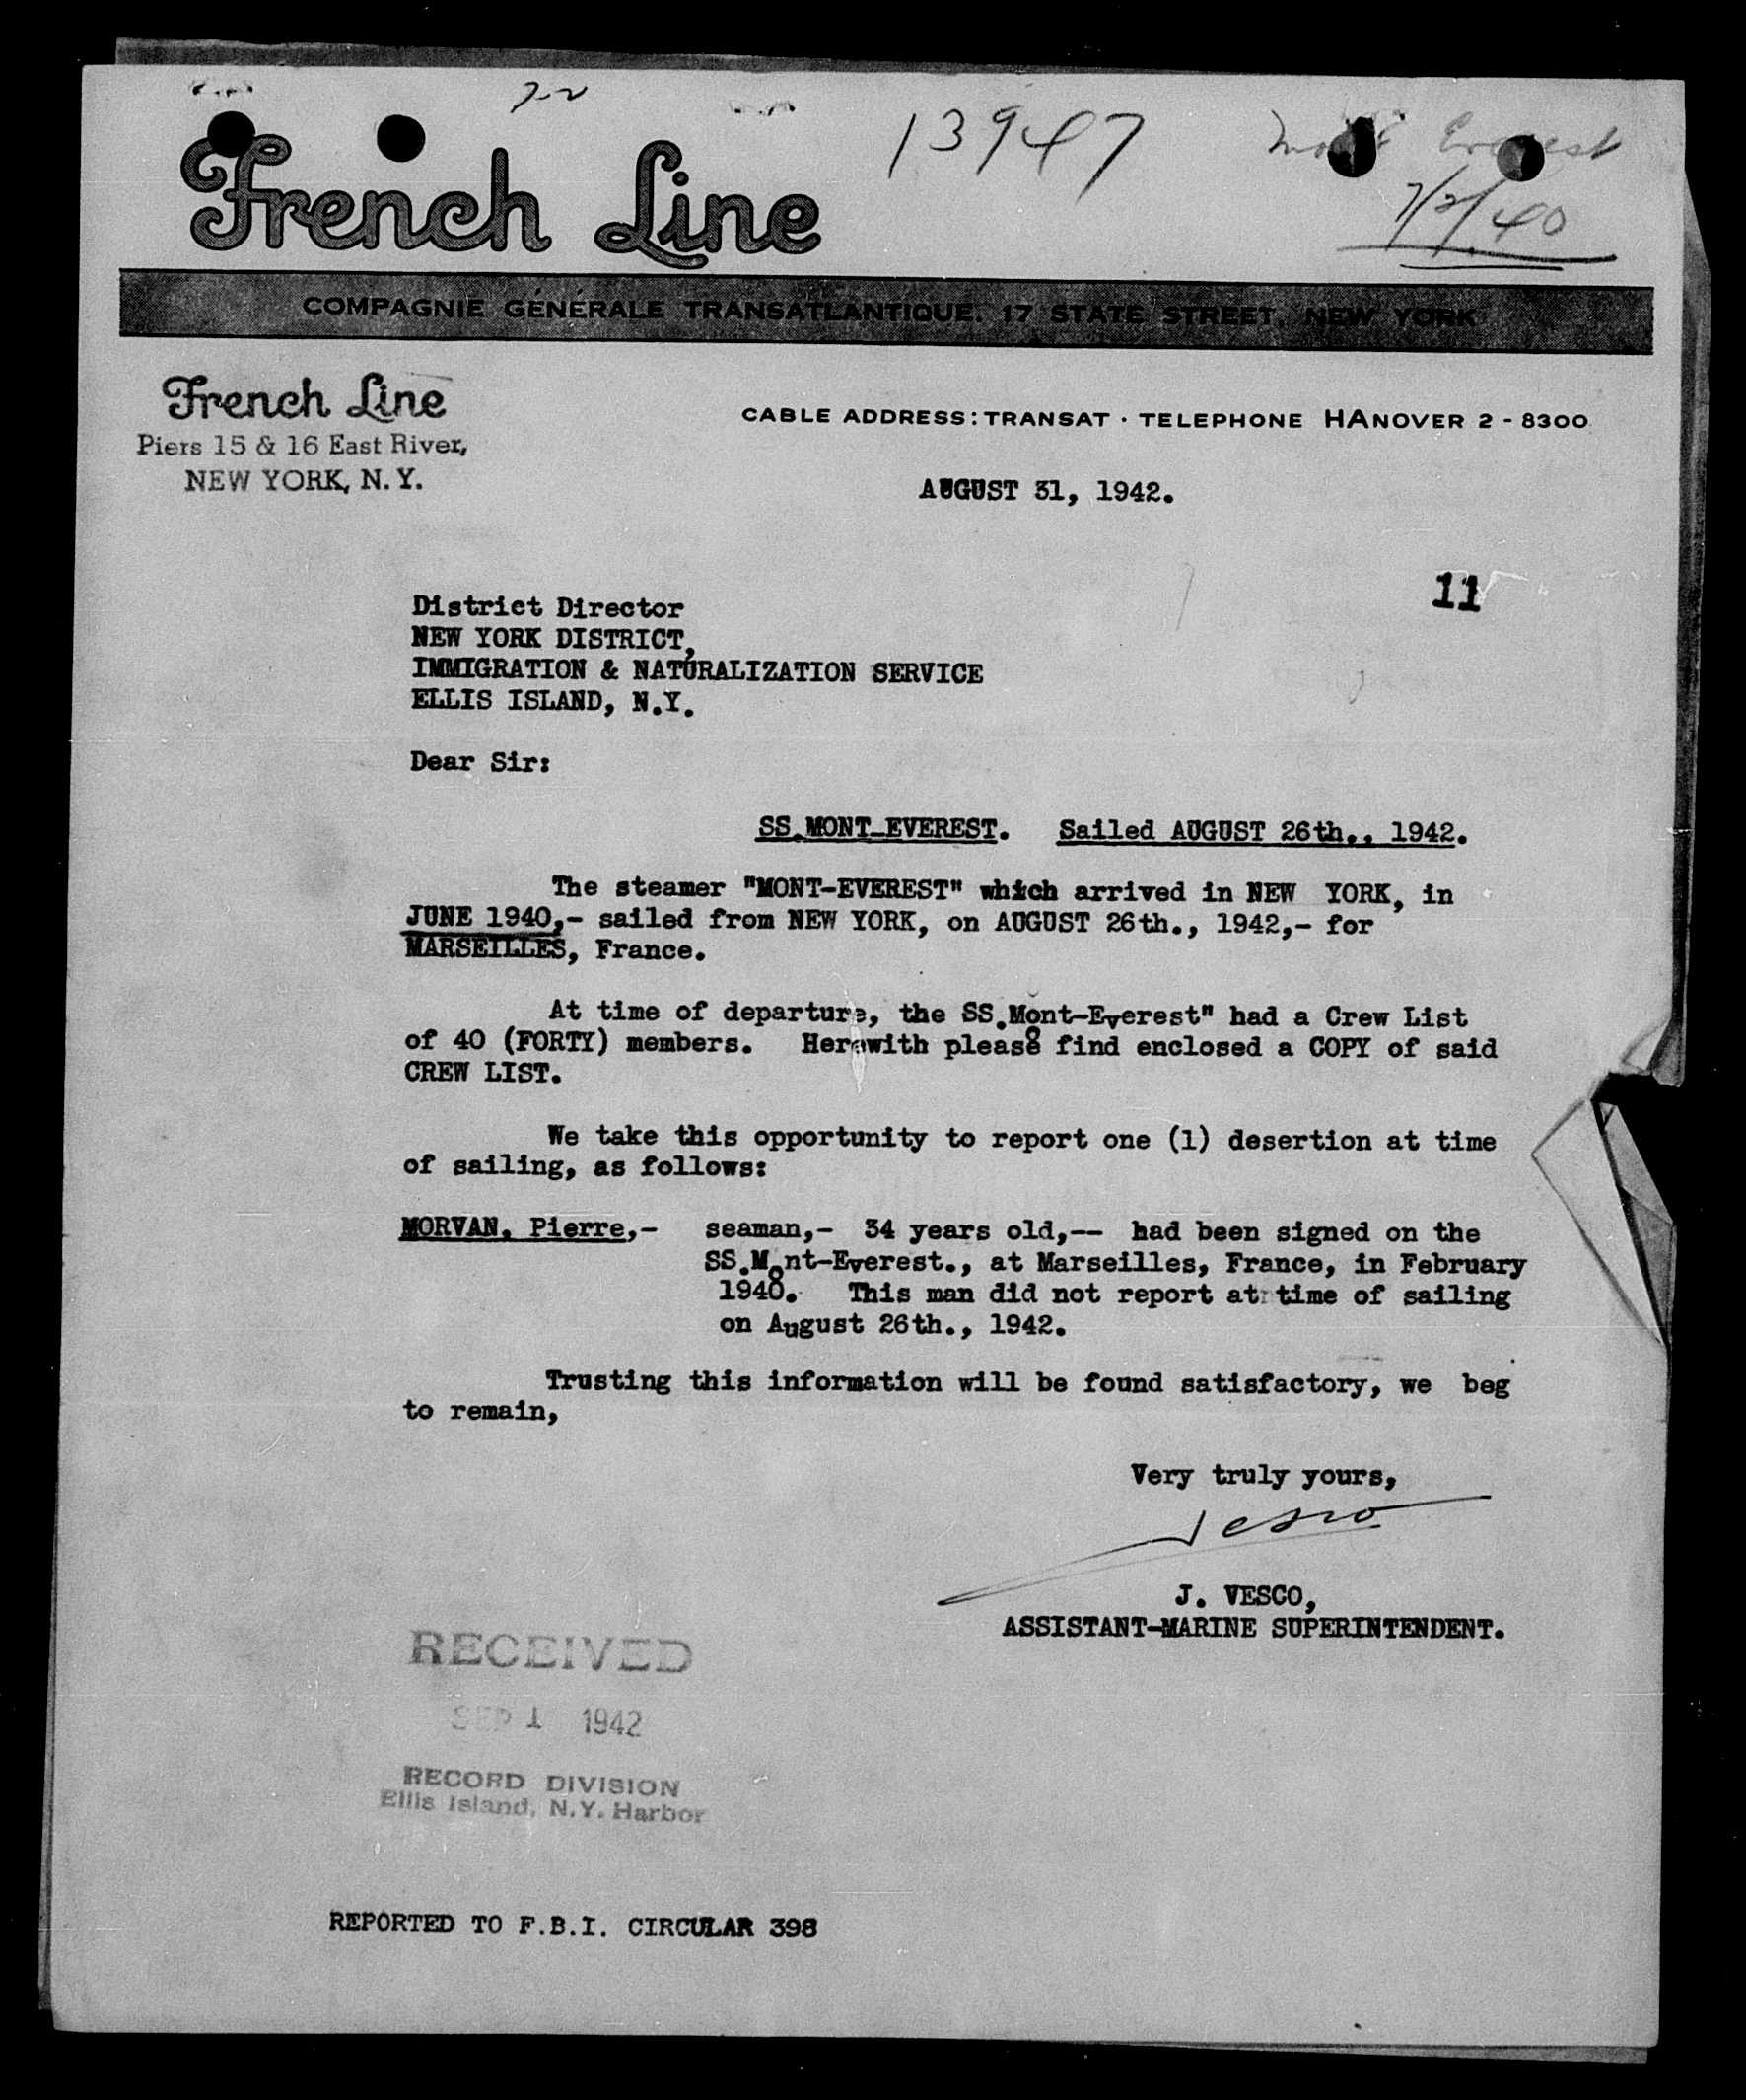 13947
Mont Everest
7/2/40
French Line
COMPAGNIE GÉNÉRALE TRANSATLANTIQUE. 17 STATE STREET, NEW YORK
French Line
Piers 15 & 16 East River,
NEW YORK, N.Y.
CABLE ADDRESS: TRANSAT · TELEPHONE HANOVER 2 - 8300
AUGUST 31, 1942.
11
District Director
NEW YORK DISTRICT,
IMMIGRATION & NATURALIZATION SERVICE
ELLIS ISLAND, N.Y.
Dear Sir:
SS.MONT-EVEREST. Sailed AUGUST 26th., 1942.
The steamer "MONT-EVEREST" which arrived in NEW YORK, in
JUNE 1940,- sailed from NEW YORK, on AUGUST 26th., 1942,- for
MARSEILLES, France.
At time of departure, the SS.Mont-Everest" had a Crew List
of 40 (FORTY) members. Herewith please find enclosed a COPY of said
CREW LIST.
We take this opportunity to report one (1) desertion at time
of sailing, as follows:
MORVAN, Pierre,- seaman,- 34 years old,-- had been signed on the
SS.Mont-Everest., at Marseilles, France, in February
1940. This man did not report at time of sailing
on August 26th., 1942.
Trusting this information will be found satisfactory, we beg
to remain,
Very truly yours,
Vesco
J. VESCO,
ASSISTANT-MARINE SUPERINTENDENT.
RECEIVED
SEP 1 1942
RECORD DIVISION
Ellis Island, N.Y. Harbor
REPORTED TO F.B.I. CIRCULAR 398